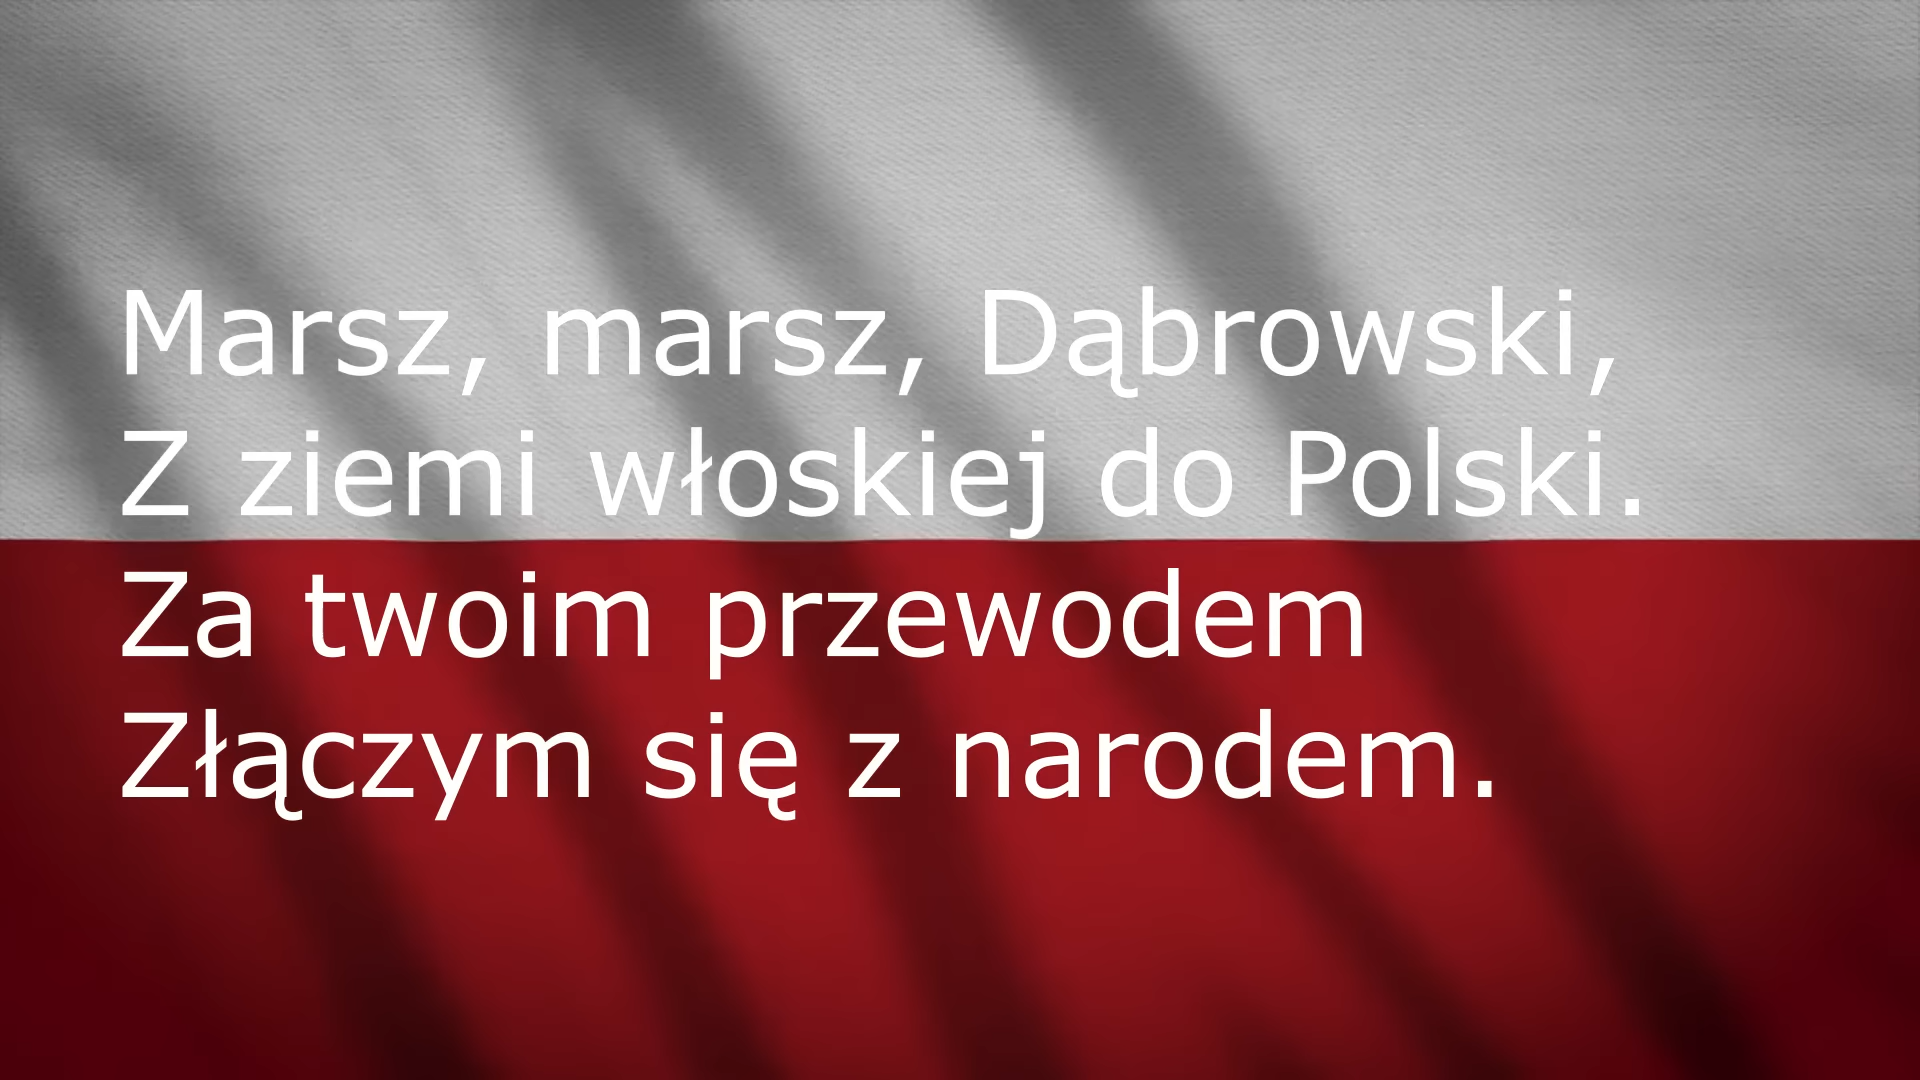 Marsz, marsz, Dąbrowski,
Z ziemi włoskiej do Polski.
Za twoim przewodem
Złączym się z narodem.